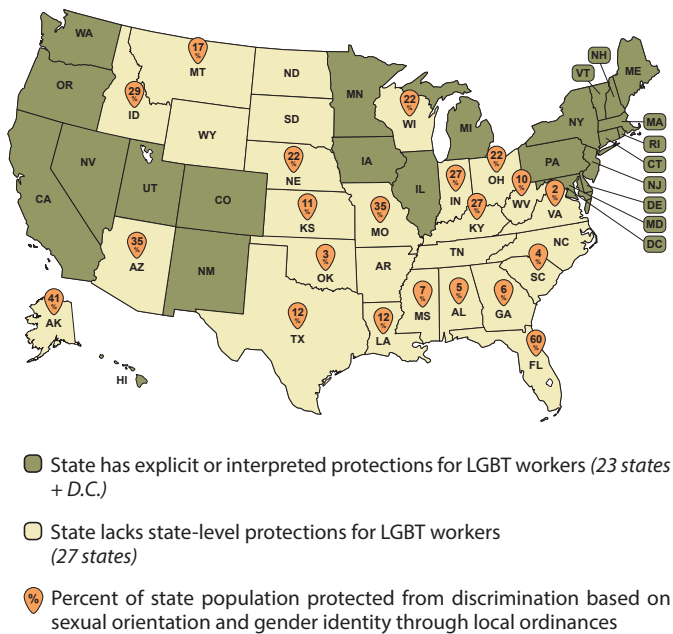 WA
OR
CA
NV
ID
29
%
MT
17
%
WY
UT
AZ
35
%
CO
NM
ND
SD
NE
22
%
KS
11
%
OK
3
%
TX
12
%
MN
IA
MO
35
%
AR
LA
12
%
WI
22
%
IL
MI
IN
27
%
OH
22
%
KY
27
%
WV
10
%
VA
2
%
TN
NC
SC
4
%
MS
7
%
AL
5
%
GA
6
%
FL
60
%
PA
NY
VT
NH
ME
MA
RI
CT
NJ
DE
MD
DC
AK
41
%
HI
State has explicit or interpreted protections for LGBT workers (23 states
+ D.C.)
State lacks state-level protections for LGBT workers
(27 states)
% Percent of state population protected from discrimination based on
sexual orientation and gender identity through local ordinances